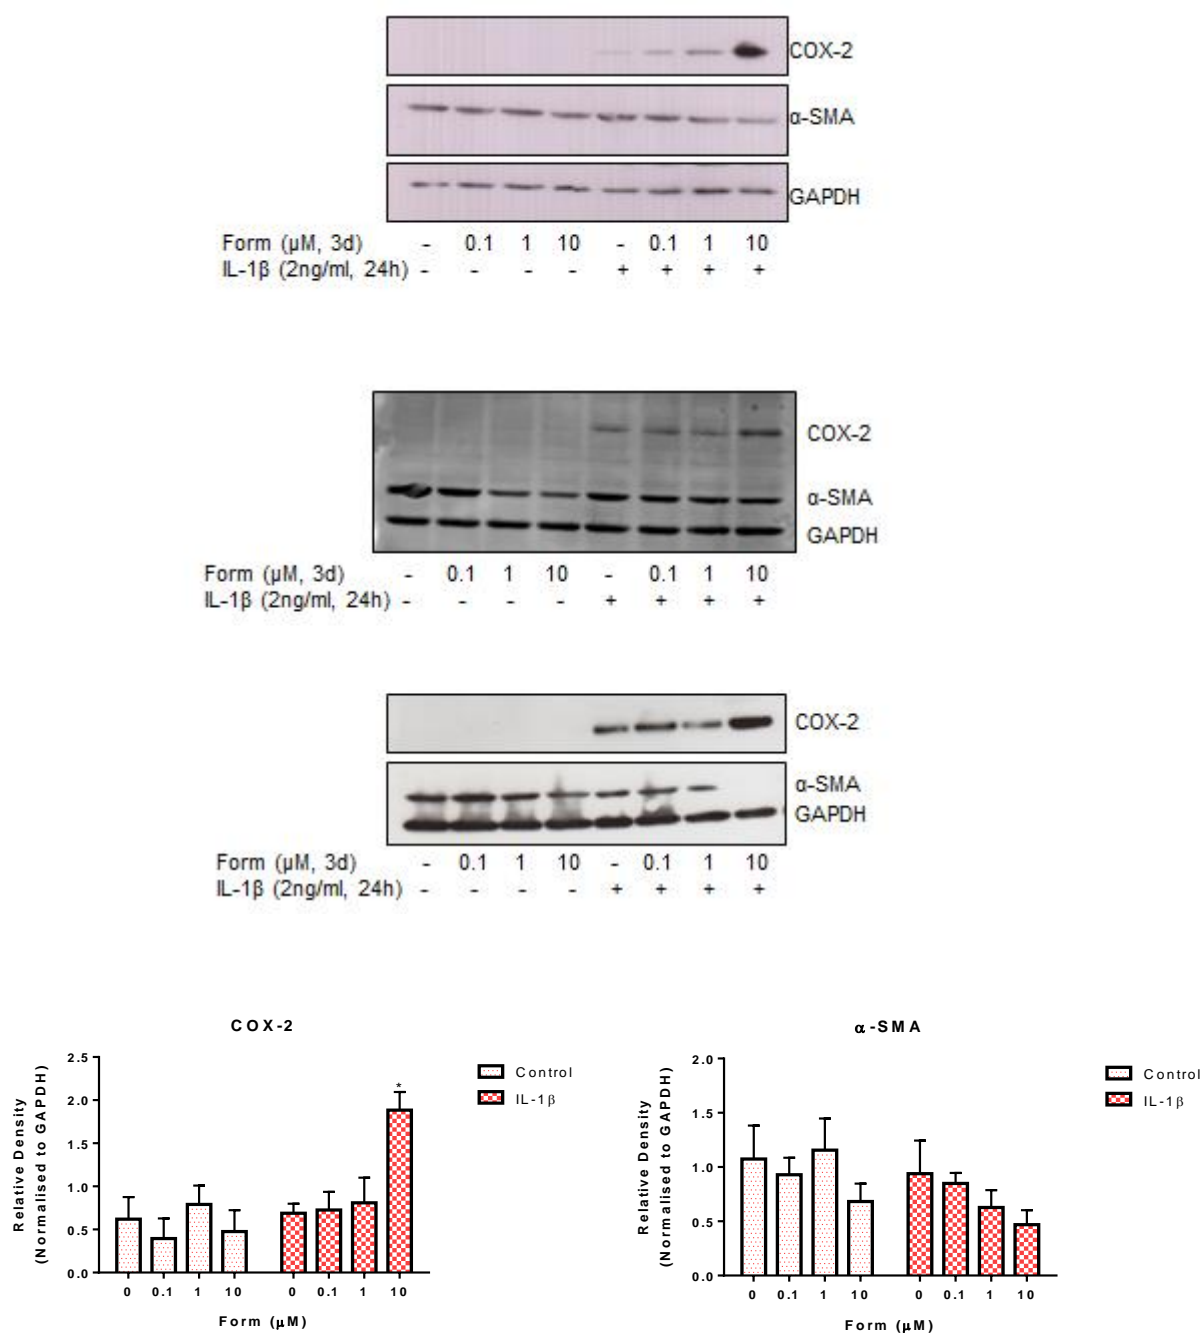 COX-2
α-SMA
GAPDH
Form (µM, 3d) - 0.1 1 10 - 0.1 1 10
IL-1β (2ng/ml, 24h) - - - - + + + +
COX-2
α-SMA
GAPDH
Form (µM, 3d) - 0.1 1 10 - 0.1 1 10
IL-1β (2ng/ml, 24h) - - - - + + + +
COX-2
α-SMA
GAPDH
Form (µM, 3d) - 0.1 1 10 - 0.1 1 10
IL-1β (2ng/ml, 24h) - - - - + + + +
COX-2
Relative Density
(Normalised to GAPDH)
2.5
2.0
1.5
1.0
0.5
0.0
*
0 0.1 1 10 0 0.1 1 10
Form (µM)
Control
IL-1β
α-SMA
Relative Density
(Normalised to GAPDH)
2.0
1.5
1.0
0.5
0.0
0 0.1 1 10 0 0.1 1 10
Form (µM)
Control
IL-1β